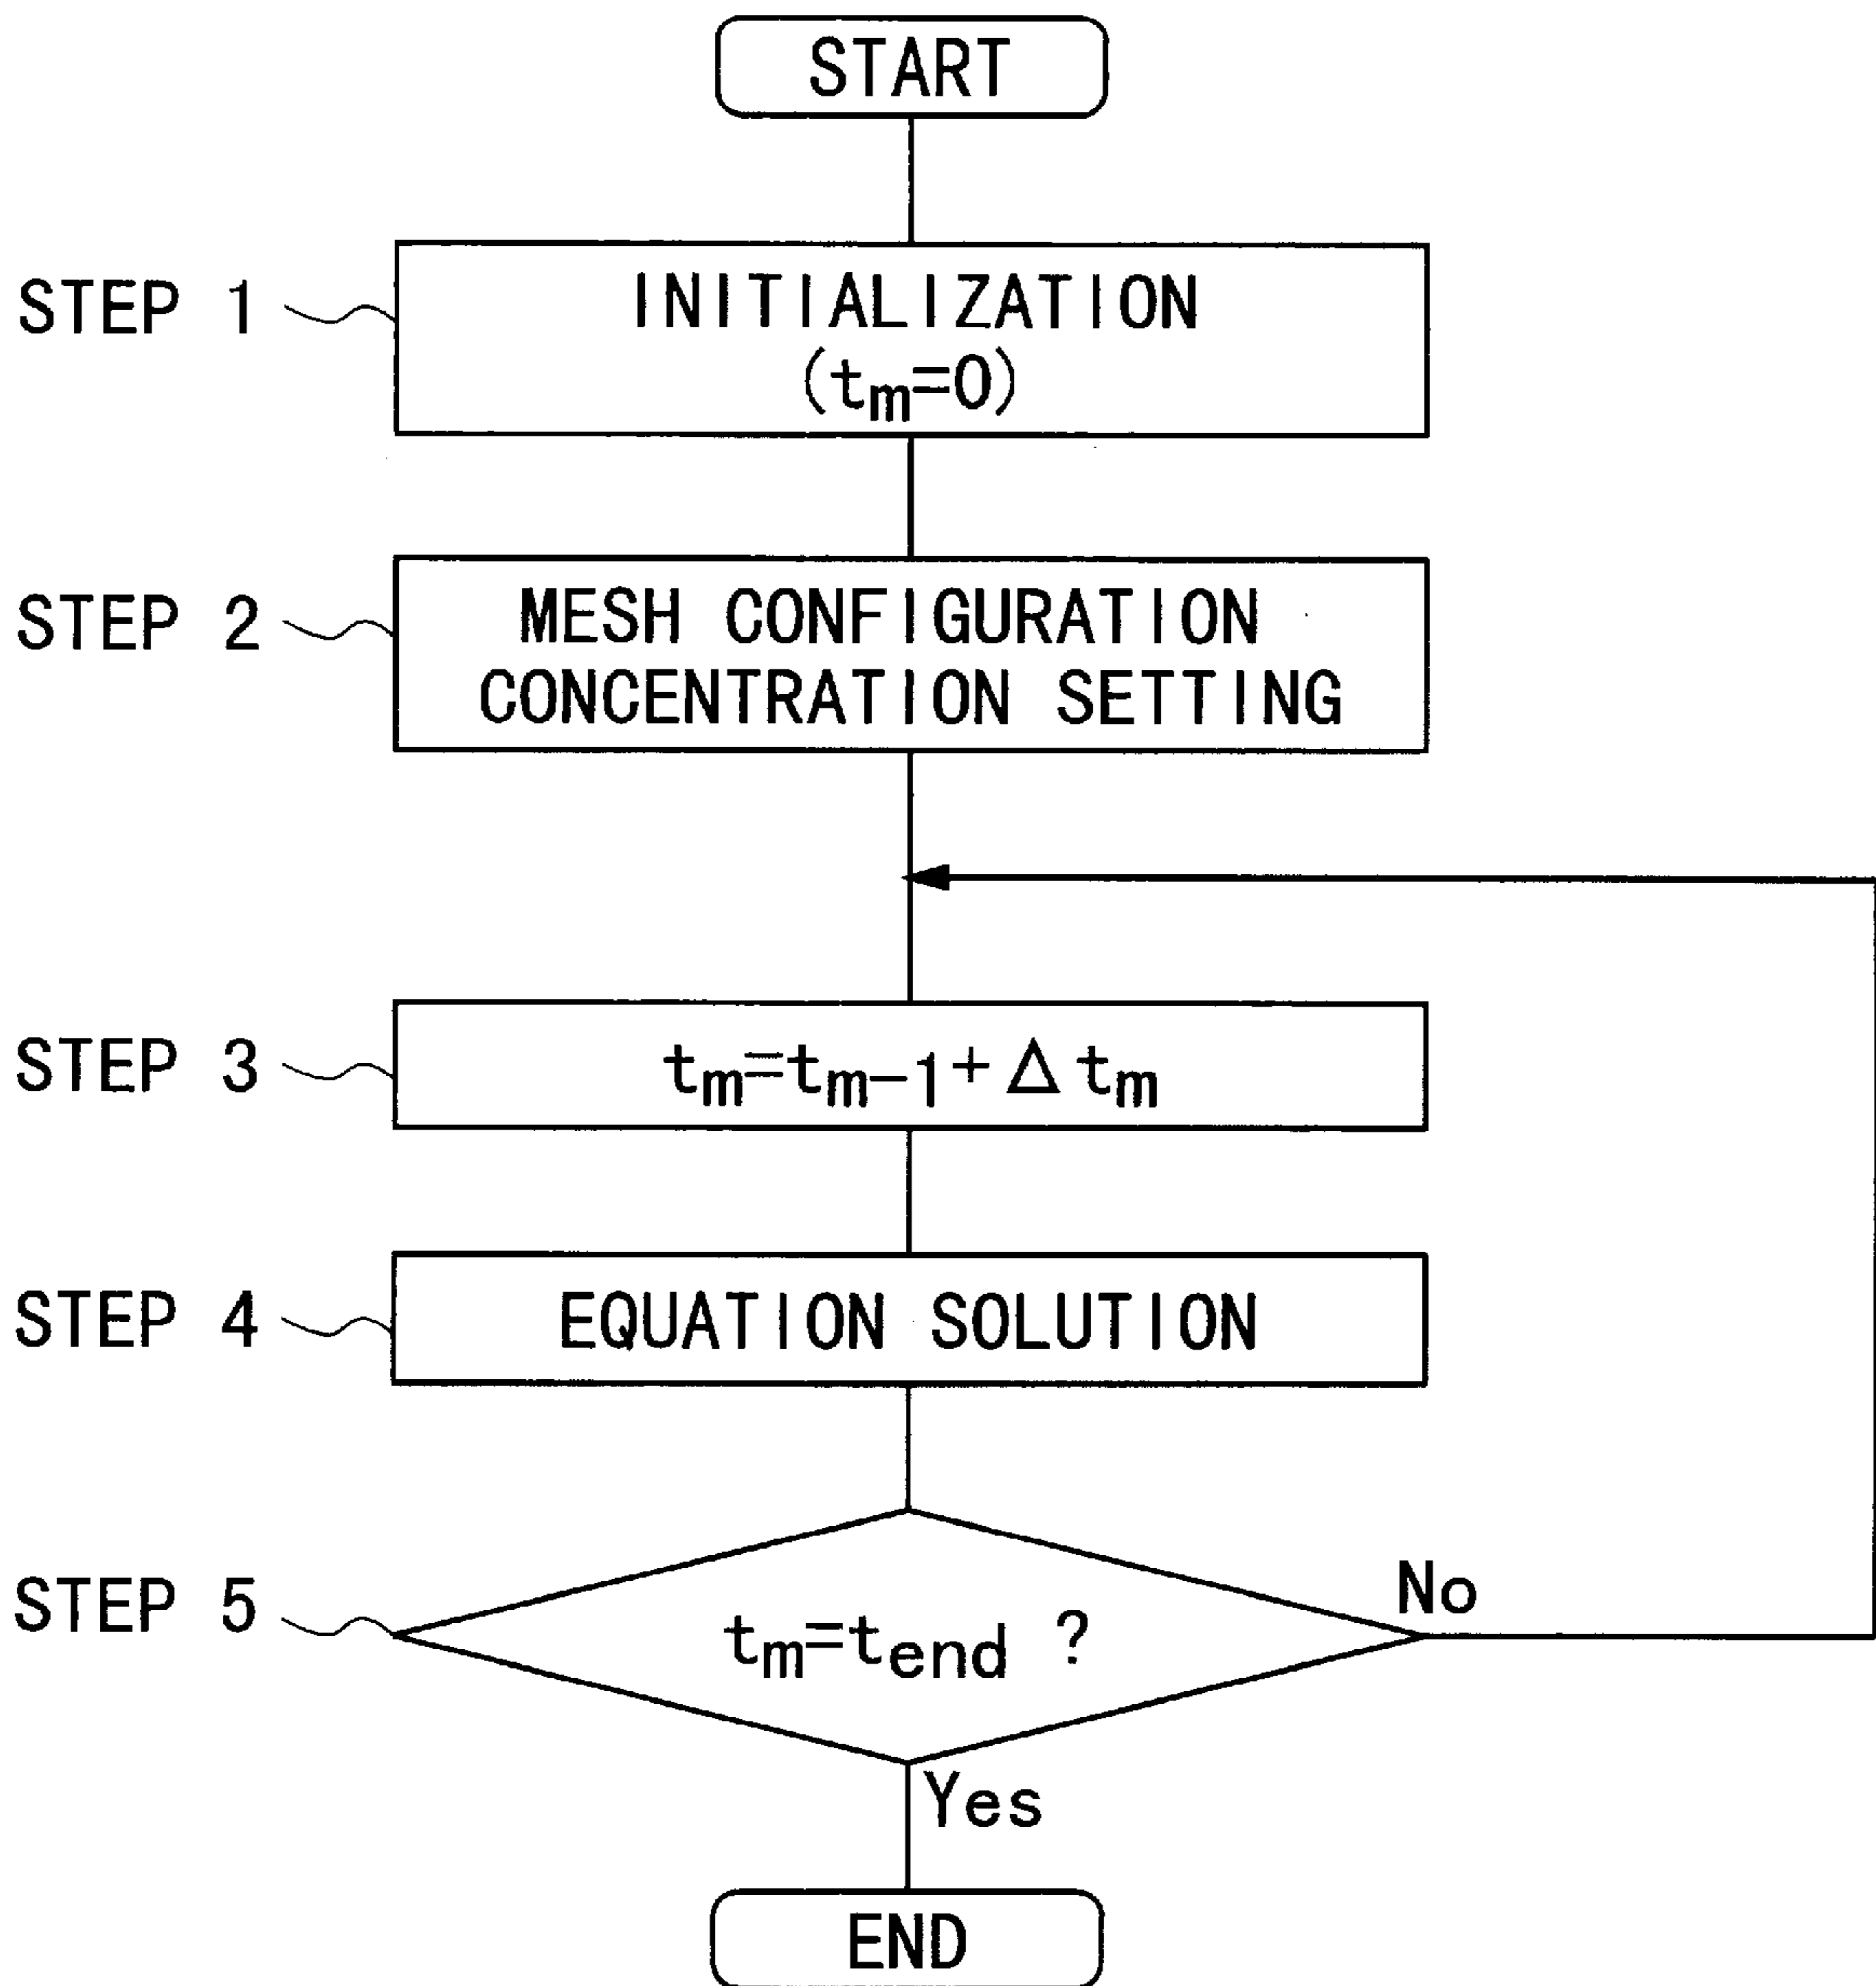 START
STEP 1
INITIALIZATION
(tm=0)
STEP 2
MESH CONFIGURATION
CONCENTRATION SETTING
STEP 3
tm=tm-1+Δtm
STEP 4
EQUATION SOLUTION
STEP 5
tm=tend ?
No
Yes
END